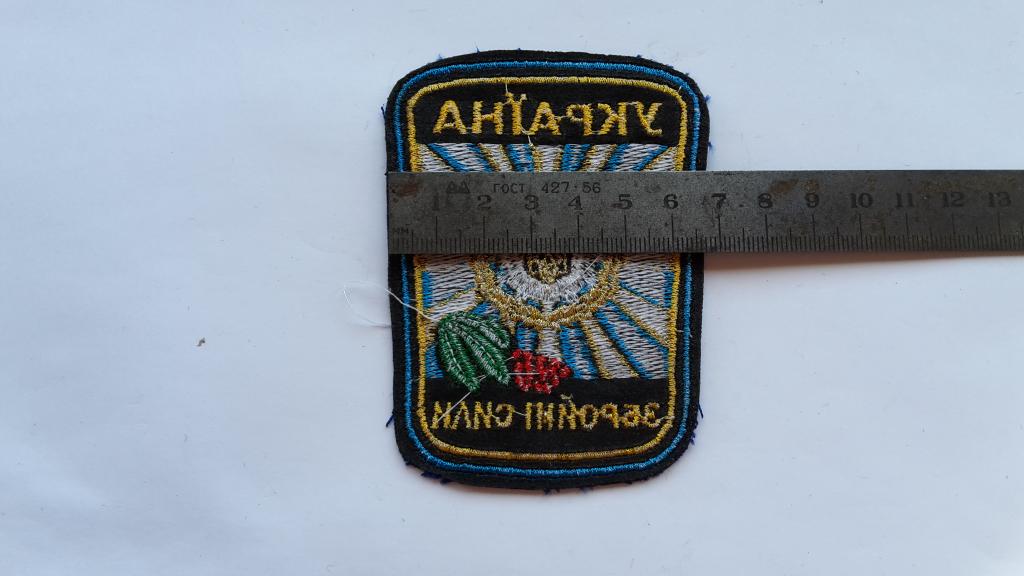 УКРАЇНА
ГОСТ 427-56
1 2 3 4 5 6 7 8 9 10 11 12 13
мм
ЗБРОЙНІ СИЛИ